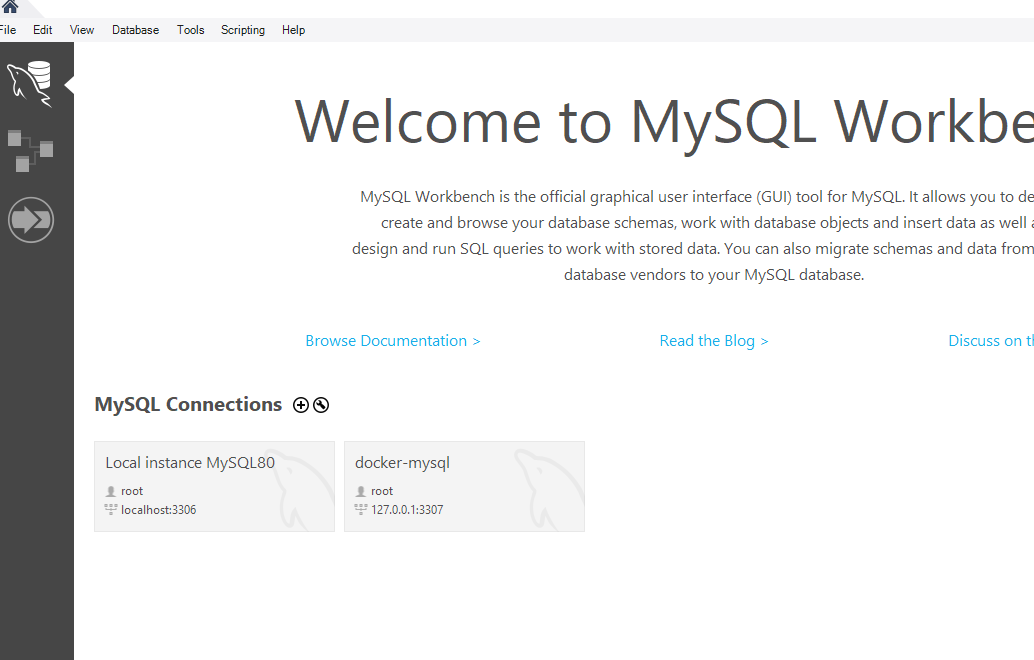 File Edit View Database Tools Scripting Help
Welcome to MySQL Workbe
MySQL Workbench is the official graphical user interface (GUI) tool for MySQL. It allows you to de
create and browse your database schemas, work with database objects and insert data as well a
design and run SQL queries to work with stored data. You can also migrate schemas and data from
database vendors to your MySQL database.
Browse Documentation > Read the Blog > Discuss on th
MySQL Connections
Local instance MySQL80
root
localhost:3306
docker-mysql
root
127.0.0.1:3307